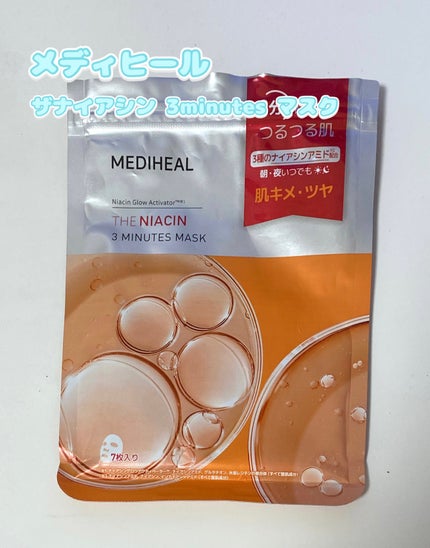 メディヒール
ザナイアシン 3minutes マスク
つるつる肌
3種のナイアシンアミド配合
朝・夜いつでも
肌キメ・ツヤ
MEDIHEAL
Niacin Glow Activator
THE NIACIN
3 MINUTES MASK
7枚入り